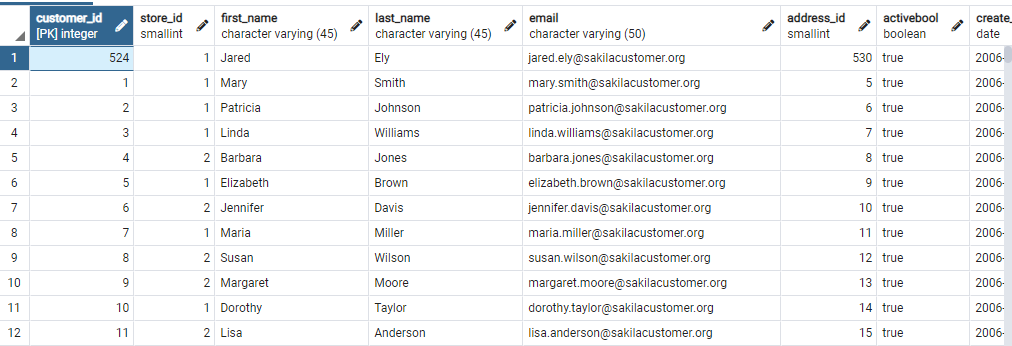 customer_id store_id first_name last_name email address_id activebool create_
[PK] integer smallint character varying (45) character varying (45) character varying (50) smallint boolean date
1 524 1 Jared Ely jared.ely@sakilacustomer.org 530 true 2006-
2 1 1 Mary Smith mary.smith@sakilacustomer.org 5 true 2006-
3 2 1 Patricia Johnson patricia.johnson@sakilacustomer.org 6 true 2006-
4 3 1 Linda Williams linda.williams@sakilacustomer.org 7 true 2006-
5 4 2 Barbara Jones barbara.jones@sakilacustomer.org 8 true 2006-
6 5 1 Elizabeth Brown elizabeth.brown@sakilacustomer.org 9 true 2006-
7 6 2 Jennifer Davis jennifer.davis@sakilacustomer.org 10 true 2006-
8 7 1 Maria Miller maria.miller@sakilacustomer.org 11 true 2006-
9 8 2 Susan Wilson susan.wilson@sakilacustomer.org 12 true 2006-
10 9 2 Margaret Moore margaret.moore@sakilacustomer.org 13 true 2006-
11 10 1 Dorothy Taylor dorothy.taylor@sakilacustomer.org 14 true 2006-
12 11 2 Lisa Anderson lisa.anderson@sakilacustomer.org 15 true 2006-